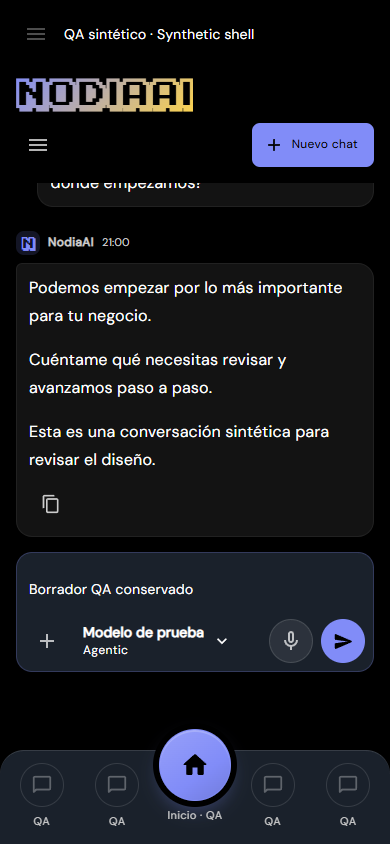 QA sintético · Synthetic shell
NODIAAI
Nuevo chat
donde empezamos?
NodiaAI 21:00
Podemos empezar por lo más importante
para tu negocio.
Cuéntame qué necesitas revisar y
avanzamos paso a paso.
Esta es una conversación sintética para
revisar el diseño.
Borrador QA conservado
Modelo de prueba
Agentic
QA
QA
Inicio · QA
QA
QA